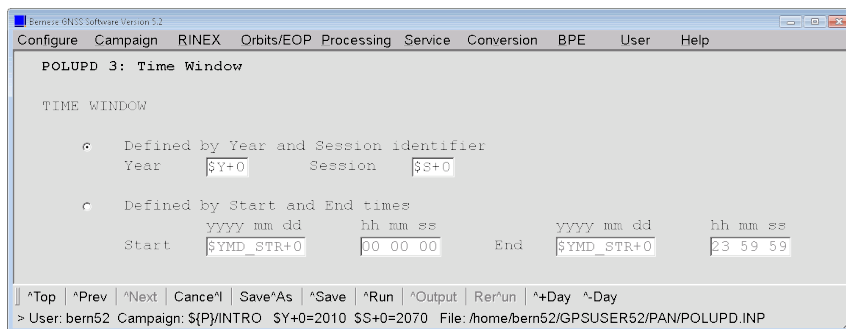 Bernese GNSS Software Version 5.2
Configure Campaign RINEX Orbits/EOP Processing Service Conversion BPE User Help
POLUPD 3: Time Window
TIME WINDOW
Defined by Year and Session identifier
Year $Y+0 Session $S+0
Defined by Start and End times
yyyy mm dd hh mm ss yyyy mm dd hh mm ss
Start $YMD_STR+0 00 00 00 End $YMD_STR+0 23 59 59
^Top ^Prev ^Next Cance^l Save^As ^Save ^Run ^Output Rer^un ^+Day ^-Day
> User: bern52 Campaign: ${P}/INTRO $Y+0=2010 $S+0=2070 File: /home/bern52/GPSUSER52/PAN/POLUPD.INP